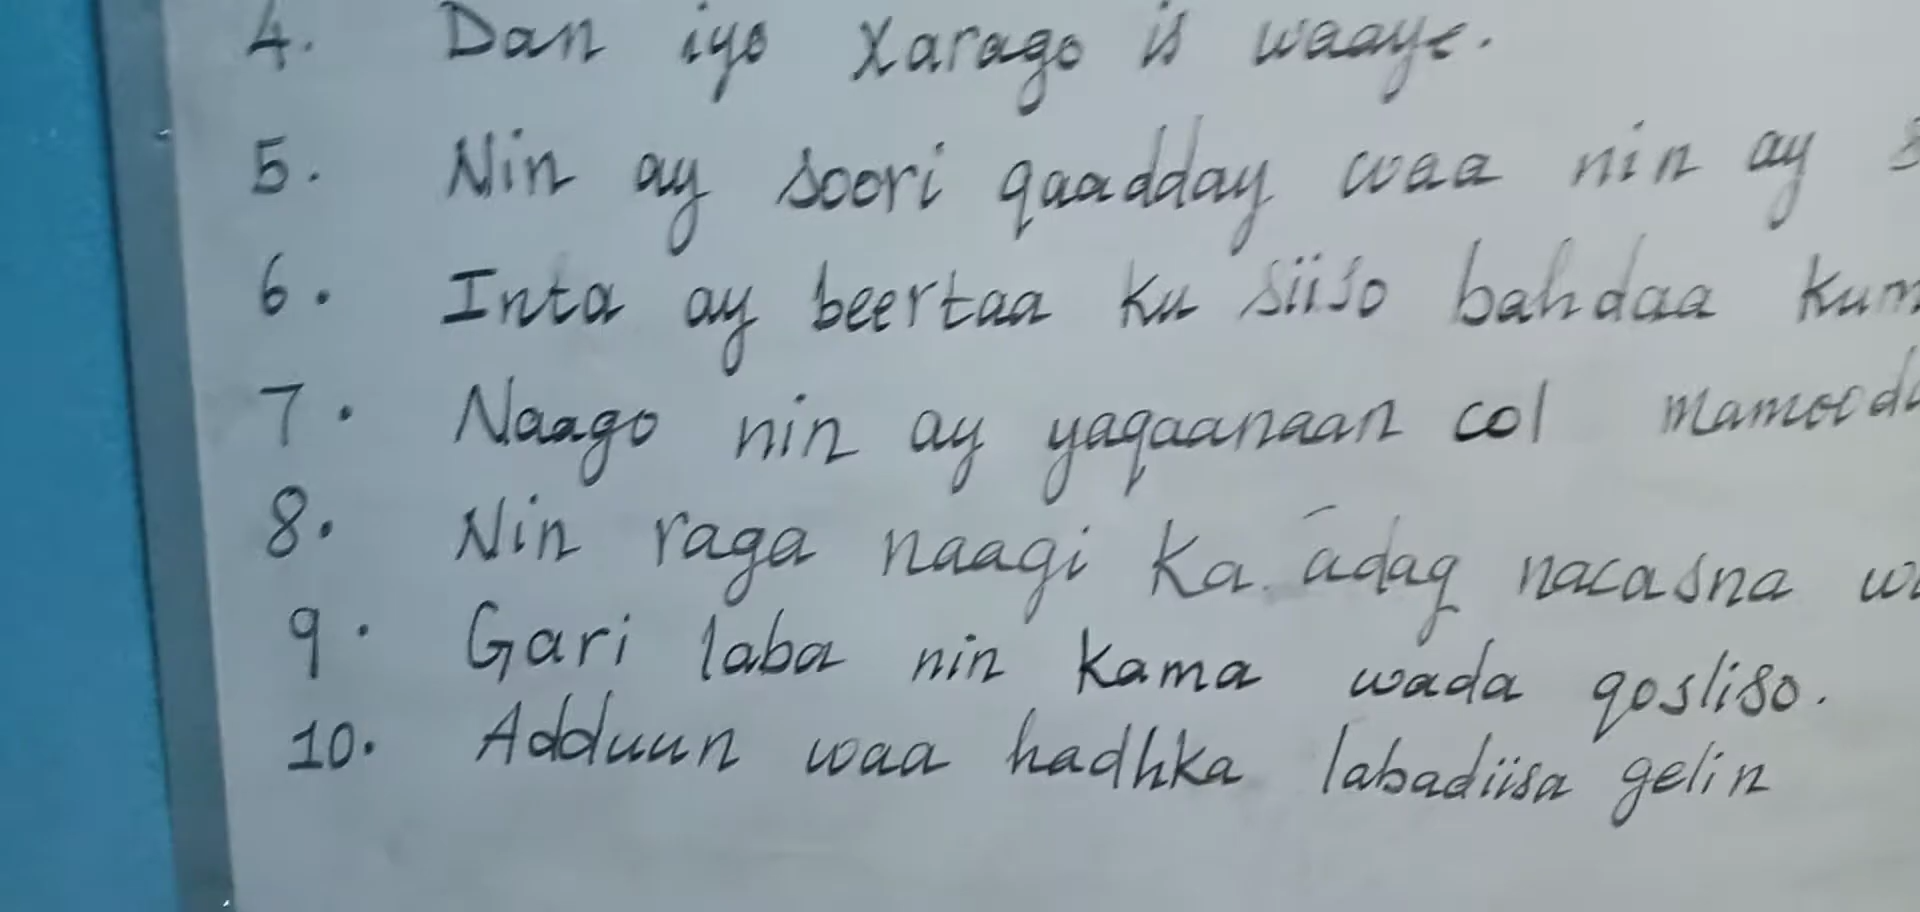 4. Dan iyo Xarago is waaye.
5. Nin ay soori qaadday waa nin ay
6. Inta ay beertaa ku siiso bahdaa
7. Naago nin ay yaqaanaan col
8. Nin raga naagi Ka adag nacasna
9. Gari laba nin Kama wada qosliso.
10. Adduun waa hadhka labadiisa gelin